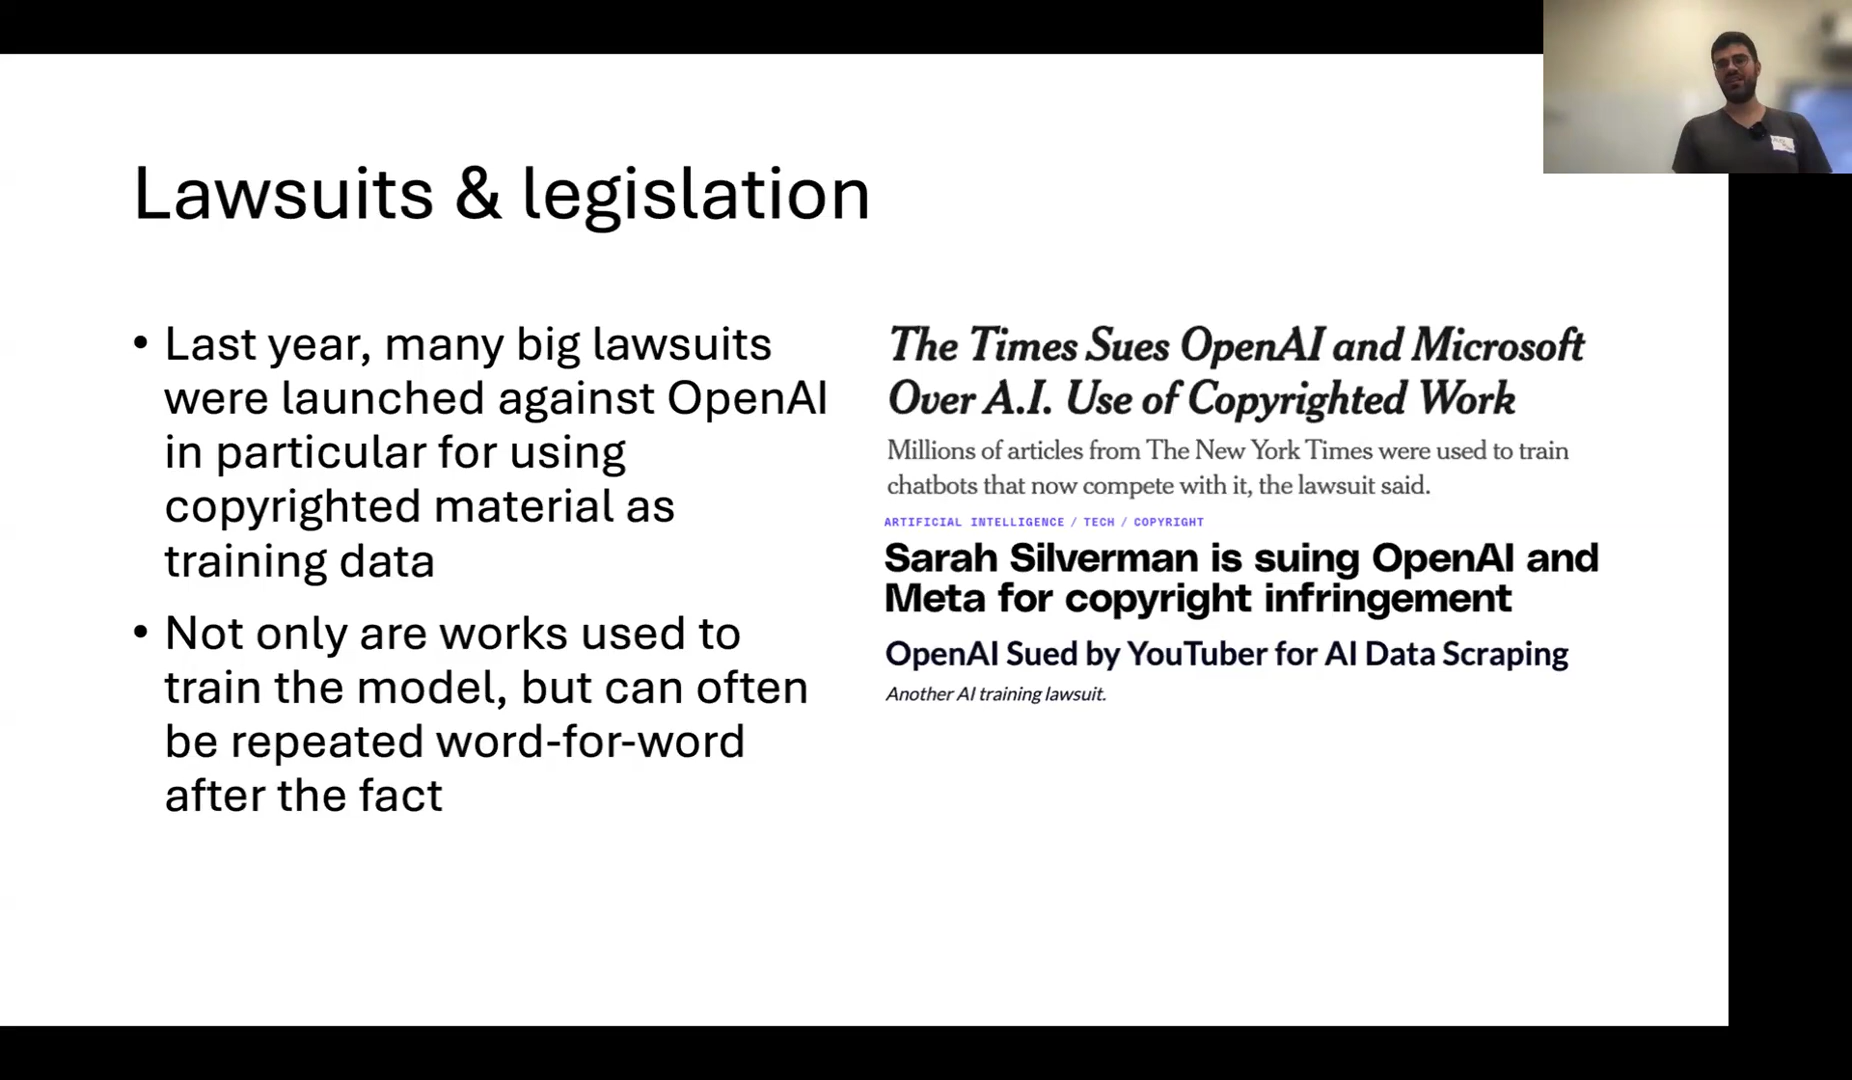 Lawsuits & legislation
• Last year, many big lawsuits
were launched against OpenAI
in particular for using
copyrighted material as
training data
• Not only are works used to
train the model, but can often
be repeated word-for-word
after the fact
The Times Sues OpenAI and Microsoft
Over A.I. Use of Copyrighted Work
Millions of articles from The New York Times were used to train
chatbots that now compete with it, the lawsuit said.
ARTIFICIAL INTELLIGENCE / TECH / COPYRIGHT
Sarah Silverman is suing OpenAI and
Meta for copyright infringement
OpenAI Sued by YouTuber for AI Data Scraping
Another AI training lawsuit.